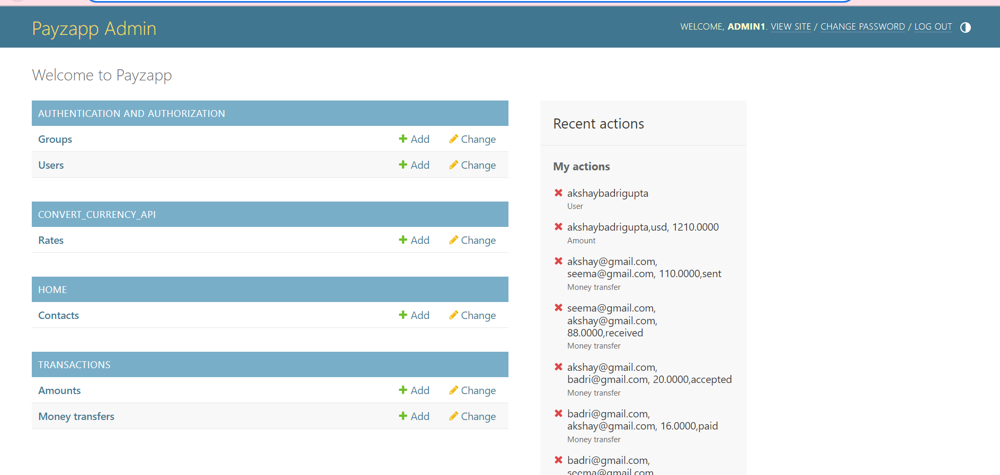 Payzapp Admin
WELCOME, ADMIN1. VIEW SITE / CHANGE PASSWORD / LOG OUT
Welcome to Payzapp
AUTHENTICATION AND AUTHORIZATION
Groups Add Change
Users Add Change
CONVERT_CURRENCY_API
Rates Add Change
HOME
Contacts Add Change
TRANSACTIONS
Amounts Add Change
Money transfers Add Change
Recent actions
My actions
akshaybadrigupta
User
akshaybadrigupta,usd, 1210.0000
Amount
akshay@gmail.com,
seema@gmail.com, 110.0000,sent
Money transfer
seema@gmail.com,
akshay@gmail.com,
88.0000,received
Money transfer
akshay@gmail.com,
badri@gmail.com, 20.0000,accepted
Money transfer
badri@gmail.com,
akshay@gmail.com, 16.0000,paid
Money transfer
badri@gmail.com,
seema@gmail.com